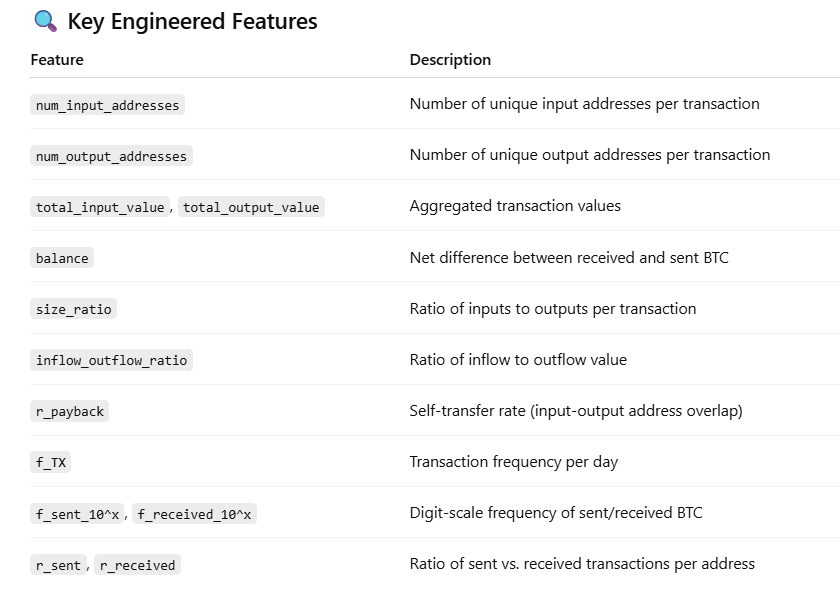 🔍 Key Engineered Features
Feature Description
num_input_addresses Number of unique input addresses per transaction
num_output_addresses Number of unique output addresses per transaction
total_input_value, total_output_value Aggregated transaction values
balance Net difference between received and sent BTC
size_ratio Ratio of inputs to outputs per transaction
inflow_outflow_ratio Ratio of inflow to outflow value
r_payback Self-transfer rate (input-output address overlap)
f_TX Transaction frequency per day
f_sent_10^x, f_received_10^x Digit-scale frequency of sent/received BTC
r_sent, r_received Ratio of sent vs. received transactions per address